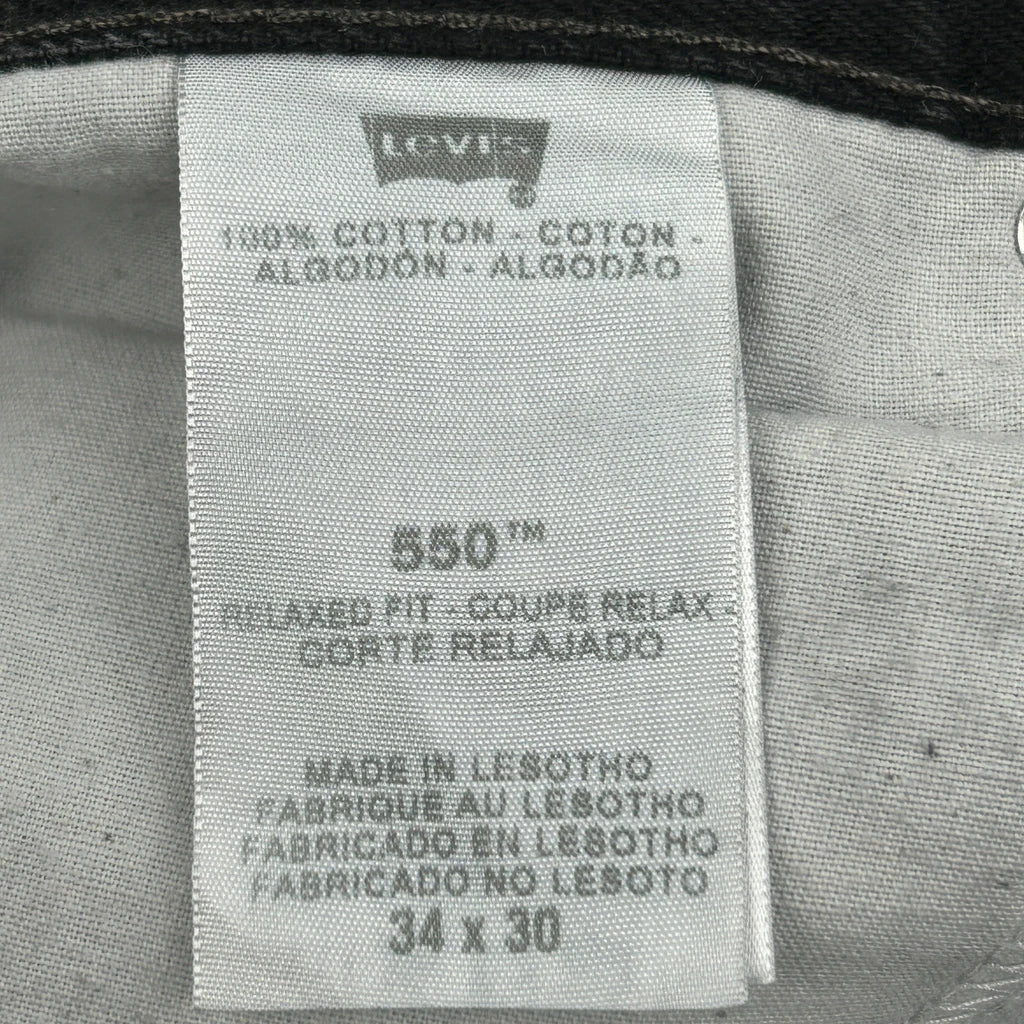 Levi's
100% COTTON - COTON -
ALGODÓN - ALGODÃO
550™
RELAXED FIT - COUPE RELAX -
CORTE RELAJADO
MADE IN LESOTHO
FABRIQUE AU LESOTHO
FABRICADO EN LESOTHO
FABRICADO NO LESOTO
34 x 30